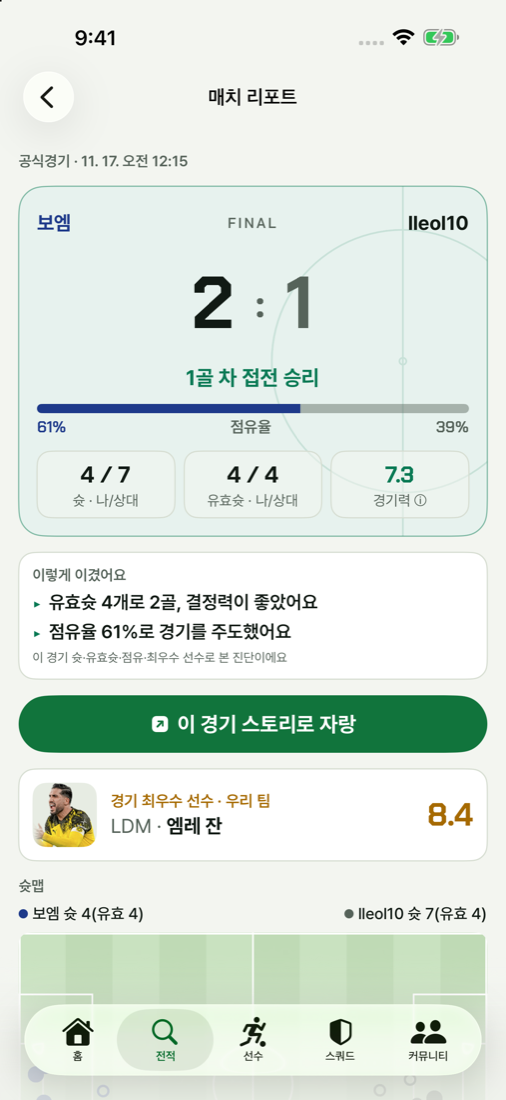 9:41
매치 리포트
공식경기 · 11. 17. 오전 12:15
보엠 FINAL lleol10
2 : 1
1골 차 접전 승리
61% 점유율 39%
4 / 7 4 / 4 7.3
슛 · 나/상대 유효슛 · 나/상대 경기력 ⓘ
이렇게 이겼어요
▸ 유효슛 4개로 2골, 결정력이 좋았어요
▸ 점유율 61%로 경기를 주도했어요
이 경기 슛·유효슛·점유·최우수 선수로 본 진단이에요
이 경기 스토리로 자랑
경기 최우수 선수 · 우리 팀
LDM · 엠레 잔
8.4
슛맵
보엠 슛 4(유효 4) lleol10 슛 7(유효 4)
홈 전적 선수 스쿼드 커뮤니티